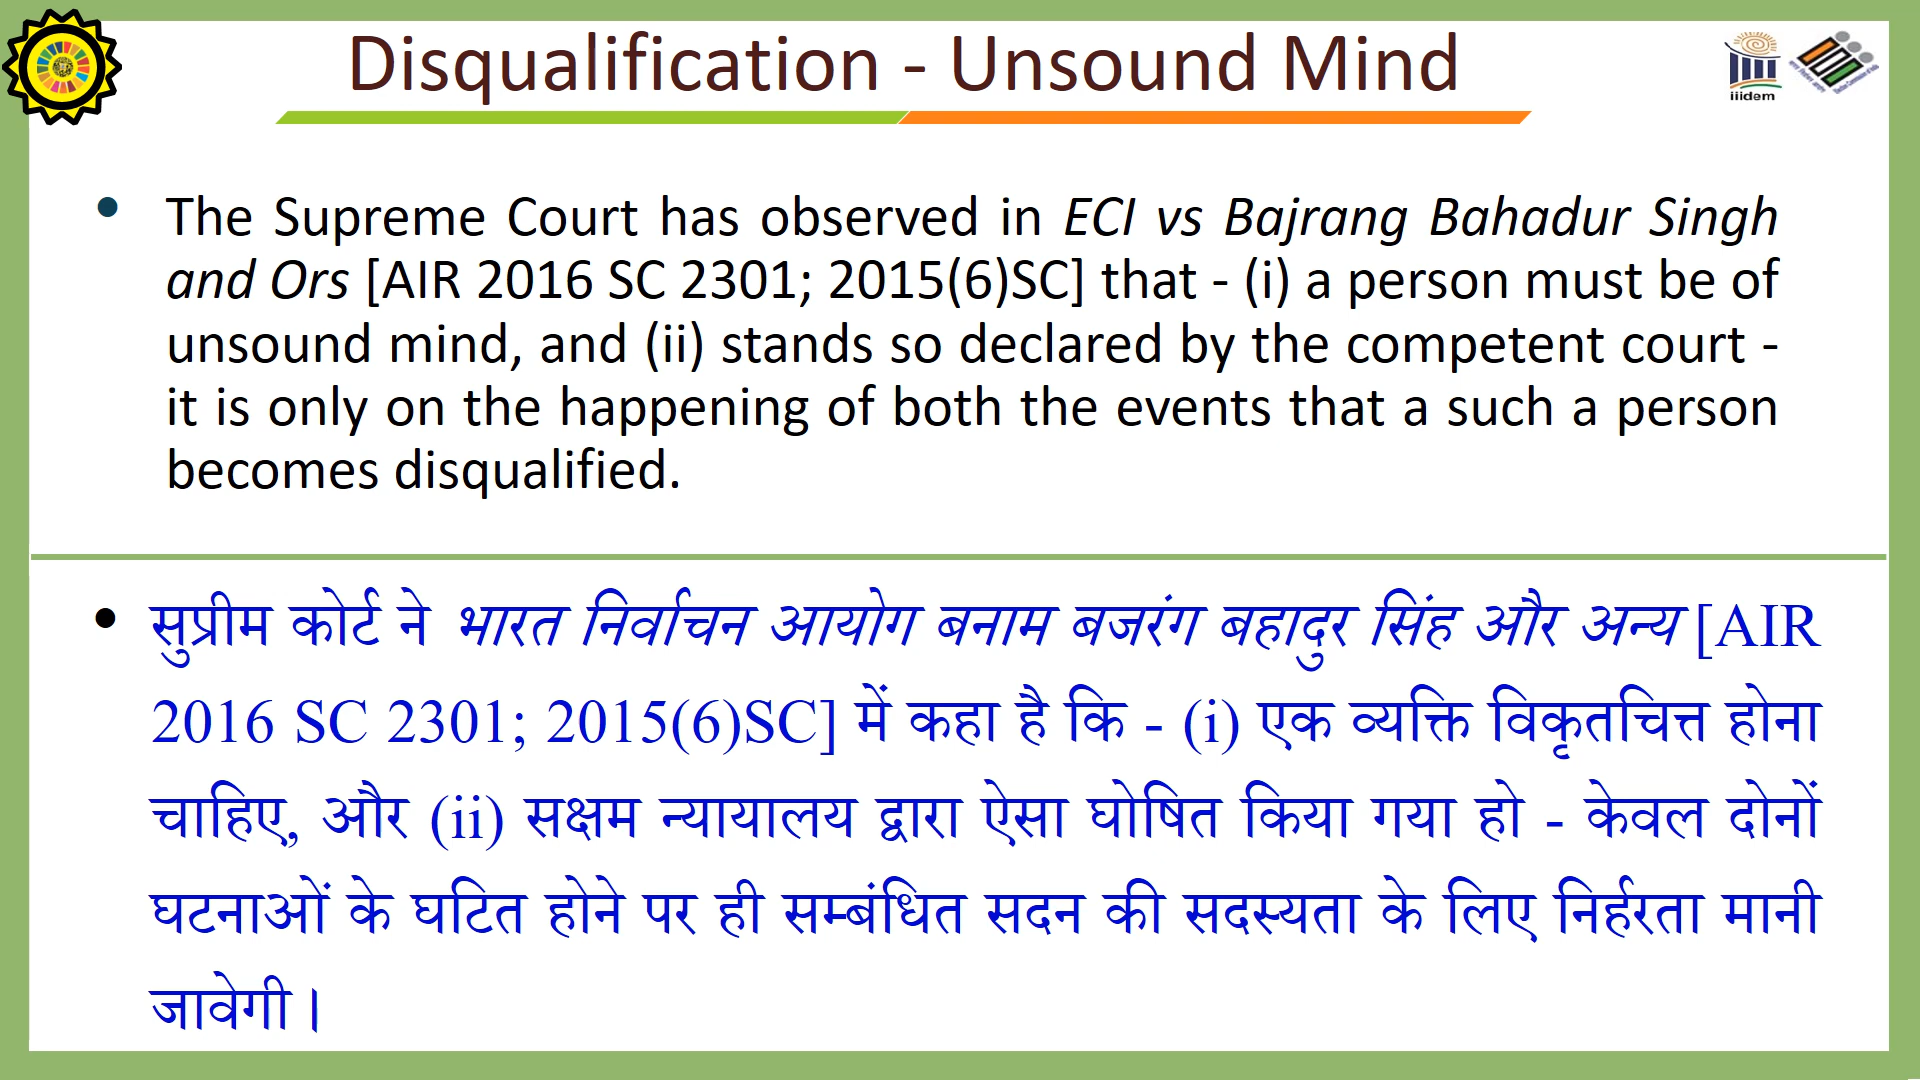 Disqualification - Unsound Mind
iiidem
• The Supreme Court has observed in ECI vs Bajrang Bahadur Singh
and Ors [AIR 2016 SC 2301; 2015(6)SC] that - (i) a person must be of
unsound mind, and (ii) stands so declared by the competent court -
it is only on the happening of both the events that a such a person
becomes disqualified.
• सुप्रीम कोर्ट ने भारत निर्वाचन आयोग बनाम बजरंग बहादुर सिंह और अन्य [AIR
2016 SC 2301; 2015(6)SC] में कहा है कि - (i) एक व्यक्ति विकृतचित्त होना
चाहिए, और (ii) सक्षम न्यायालय द्वारा ऐसा घोषित किया गया हो - केवल दोनों
घटनाओं के घटित होने पर ही सम्बंधित सदन की सदस्यता के लिए निर्हरता मानी
जावेगी।